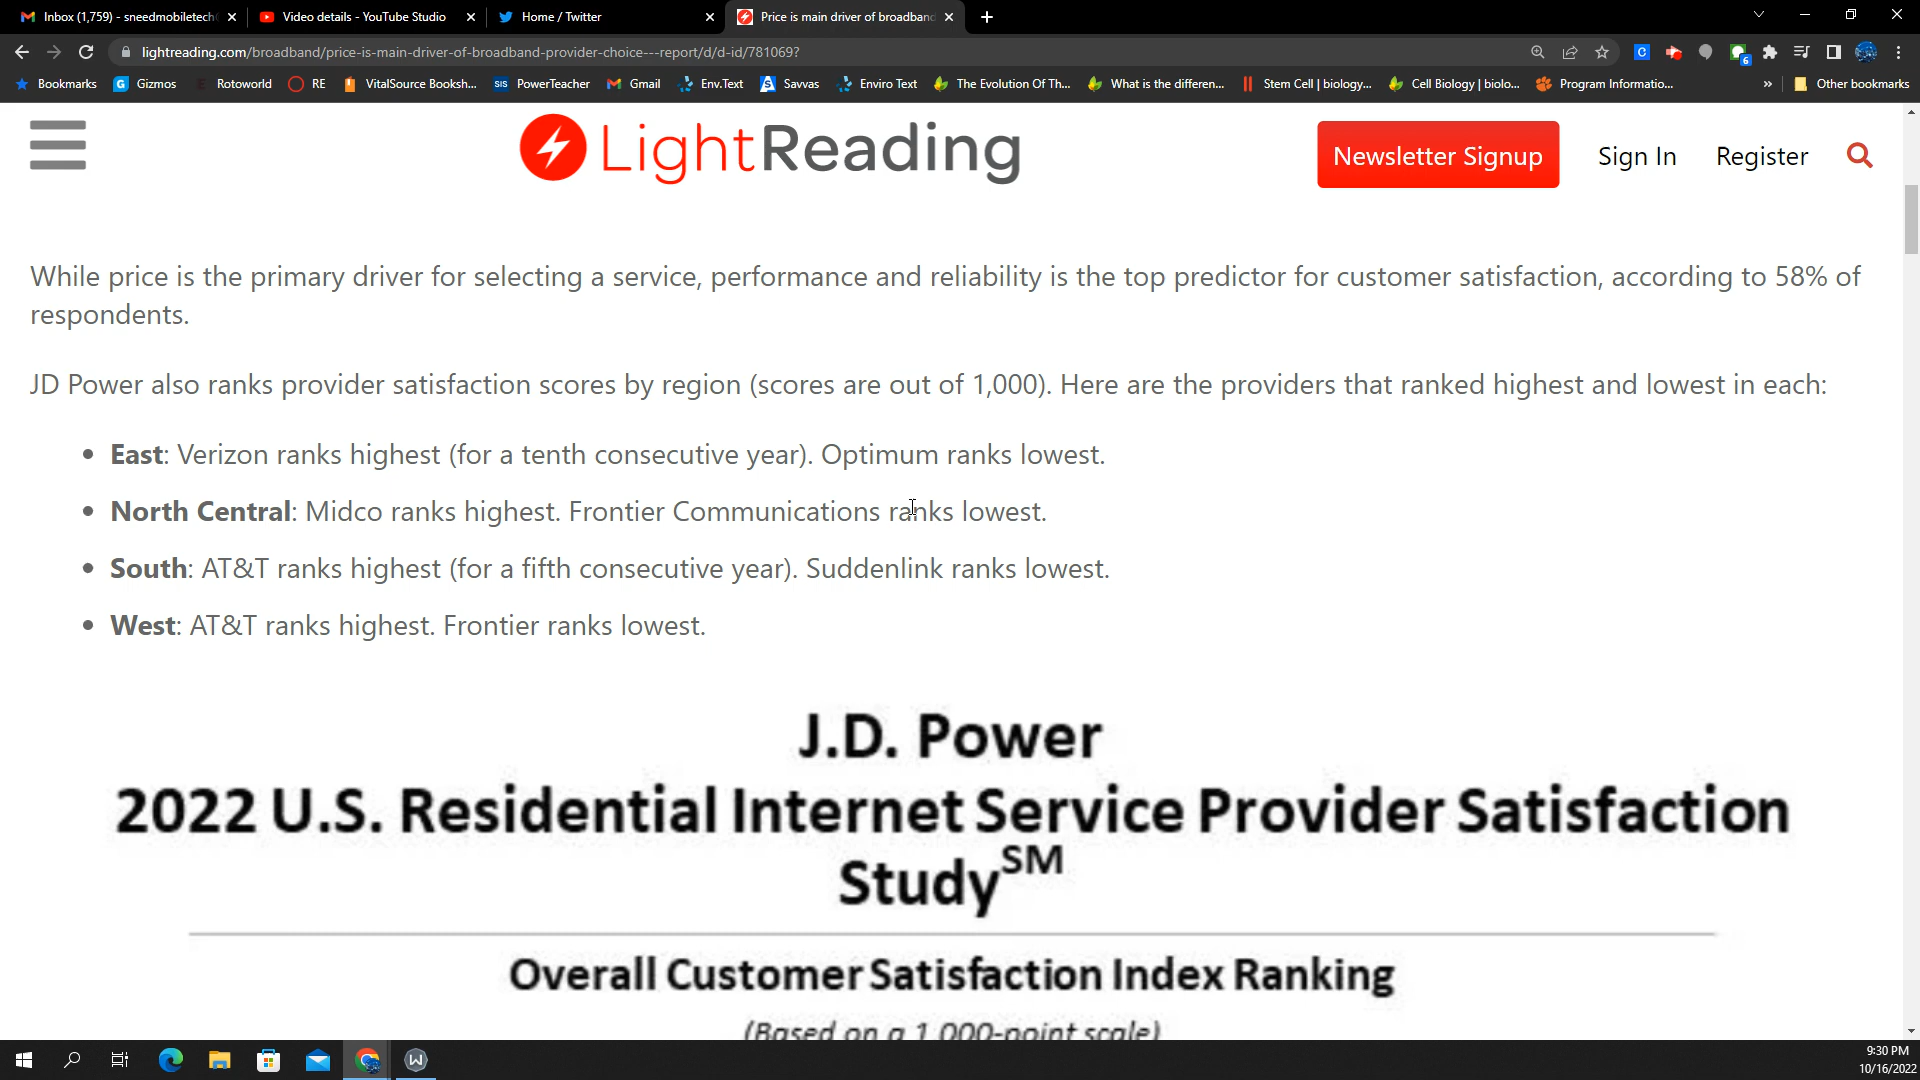 Inbox (1,759) - sneedmobiletech
Video details - YouTube Studio
Home / Twitter
Price is main driver of broadband
lightreading.com/broadband/price-is-main-driver-of-broadband-provider-choice---report/d/d-id/781069?
Bookmarks
Gizmos
Rotoworld
RE
VitalSource Booksh...
SIS PowerTeacher
Gmail
Env.Text
Savvas
Enviro Text
The Evolution Of Th...
What is the differen...
Stem Cell | biology...
Cell Biology | biolo...
Program Informatio...
»
Other bookmarks
LightReading
Newsletter Signup
Sign In
Register
While price is the primary driver for selecting a service, performance and reliability is the top predictor for customer satisfaction, according to 58% of
respondents.
JD Power also ranks provider satisfaction scores by region (scores are out of 1,000). Here are the providers that ranked highest and lowest in each:
• East: Verizon ranks highest (for a tenth consecutive year). Optimum ranks lowest.
• North Central: Midco ranks highest. Frontier Communications ranks lowest.
• South: AT&T ranks highest (for a fifth consecutive year). Suddenlink ranks lowest.
• West: AT&T ranks highest. Frontier ranks lowest.
J.D. Power
2022 U.S. Residential Internet Service Provider Satisfaction
Study℠
Overall Customer Satisfaction Index Ranking
(Based on a 1,000-point scale)
9:30 PM
10/16/2022